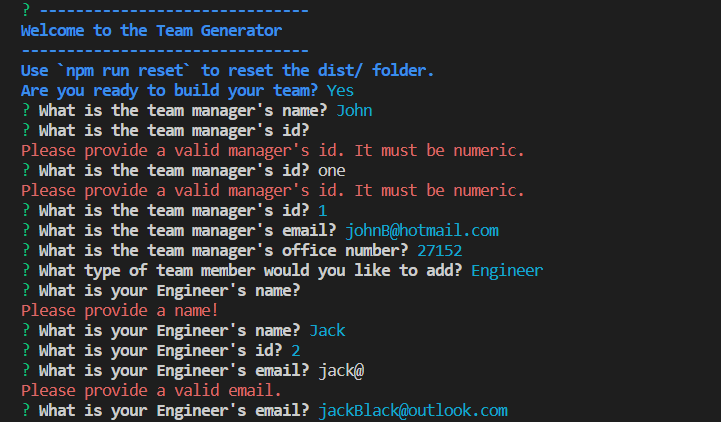 ? ------------------------------
Welcome to the Team Generator
--------------------------------
Use `npm run reset` to reset the dist/ folder.
Are you ready to build your team? Yes
? What is the team manager's name? John
? What is the team manager's id?
Please provide a valid manager's id. It must be numeric.
? What is the team manager's id? one
Please provide a valid manager's id. It must be numeric.
? What is the team manager's id? 1
? What is the team manager's email? johnB@hotmail.com
? What is the team manager's office number? 27152
? What type of team member would you like to add? Engineer
? What is your Engineer's name?
Please provide a name!
? What is your Engineer's name? Jack
? What is your Engineer's id? 2
? What is your Engineer's email? jack@
Please provide a valid email.
? What is your Engineer's email? jackBlack@outlook.com